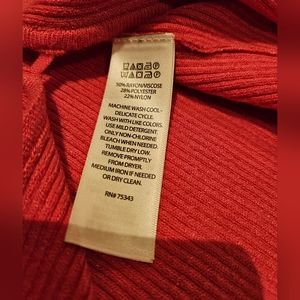 50% RAYON/VISCOSE
28% POLYESTER
22% NYLON
MACHINE WASH COOL-
DELICATE CYCLE.
WASH WITH LIKE COLORS.
USE MILD DETERGENT.
ONLY NON-CHLORINE
BLEACH WHEN NEEDED.
TUMBLE DRY LOW.
REMOVE PROMPTLY
FROM DRYER.
MEDIUM IRON IF NEEDED
OR DRY CLEAN.
RN# 75343